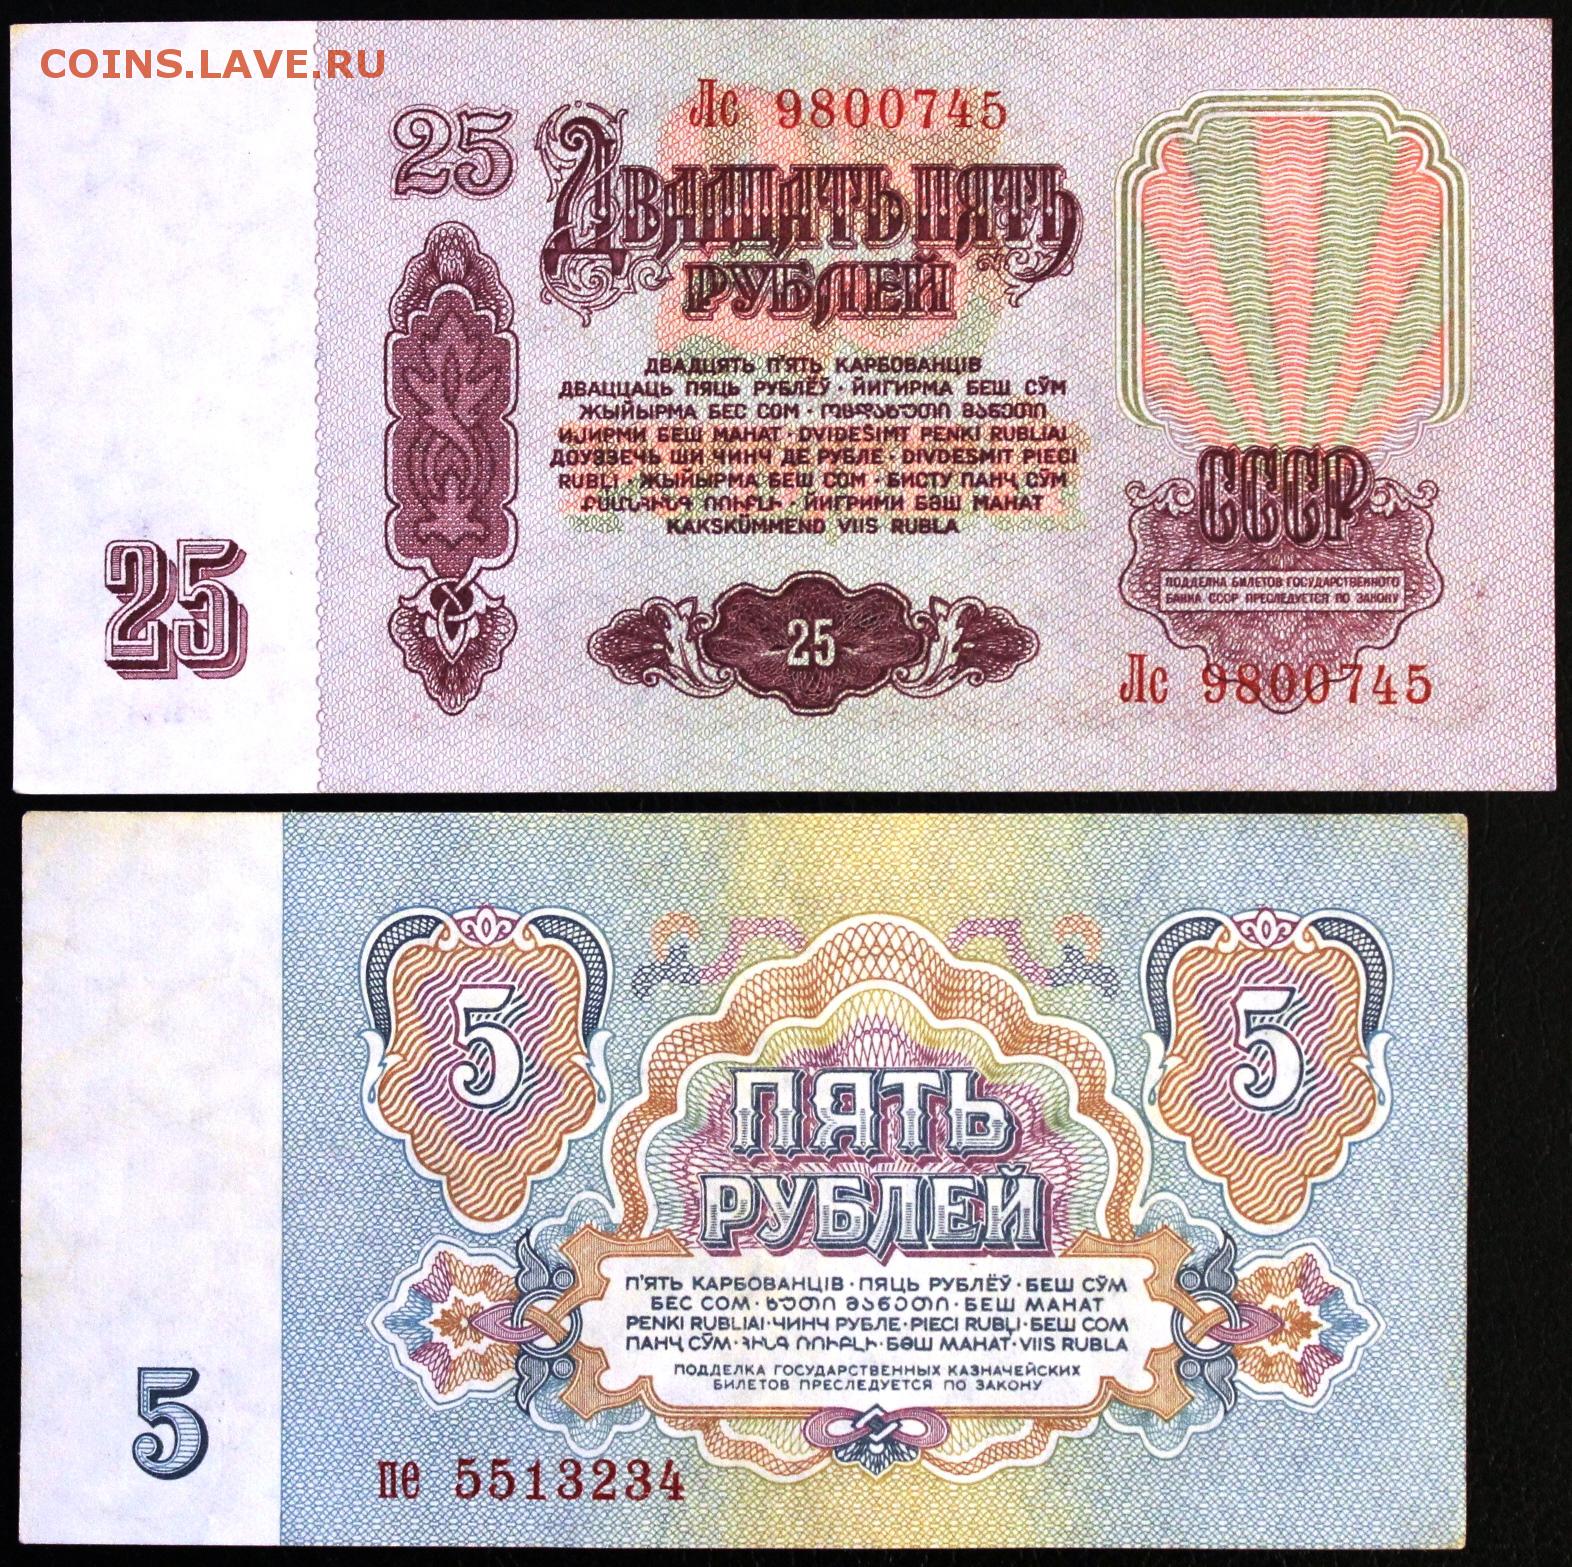 COINS.LAVE.RU
Лс 9800745
25
Двадцать пять
рублей
ДВАДЦЯТЬ П'ЯТЬ КАРБОВАНЦІВ
ДВАЦЦАЦЬ ПЯЦЬ РУБЛЁЎ · ЙИГИРМА БЕШ СЎМ
ЖЫЙЫРМА БЕС СОМ · ოცდახუთი მანეთი
ИЈИРМИ БЕШ МАНАТ · DVIDEŠIMT PENKI RUBLIAI
ДОУЭЗЕЧЬ ШИ ЧИНЧ ДЕ РУБЛЕ · DIVDESMIT PIECI
RUBĻI · ЖЫЙЫРМА БЕШ СОМ · БИСТУ ПАНҶ СӮМ
ՔՍԱՆՀԻՆԳ ՌՈՒԲԼԻ · ЙИГРИМИ БӘШ МАНАТ
KAKSKÜMMEND VIIS RUBLA
СССР
ПОДДЕЛКА БИЛЕТОВ ГОСУДАРСТВЕННОГО
БАНКА СССР ПРЕСЛЕДУЕТСЯ ПО ЗАКОНУ
25
25
Лс 9800745
5
5
ПЯТЬ
РУБЛЕЙ
П'ЯТЬ КАРБОВАНЦІВ · ПЯЦЬ РУБЛЁЎ · БЕШ СЎМ
БЕС СОМ · ხუთი მანეთი · БЕШ МАНАТ
PENKI RUBLIAI · ЧИНЧ РУБЛЕ · PIECI RUBĻI · БЕШ СОМ
ПАНҶ СӮМ · ՀԻՆԳ ՌՈՒԲԼԻ · БӘШ МАНАТ · VIIS RUBLA
ПОДДЕЛКА ГОСУДАРСТВЕННЫХ КАЗНАЧЕЙСКИХ
БИЛЕТОВ ПРЕСЛЕДУЕТСЯ ПО ЗАКОНУ
5
пе 5513234